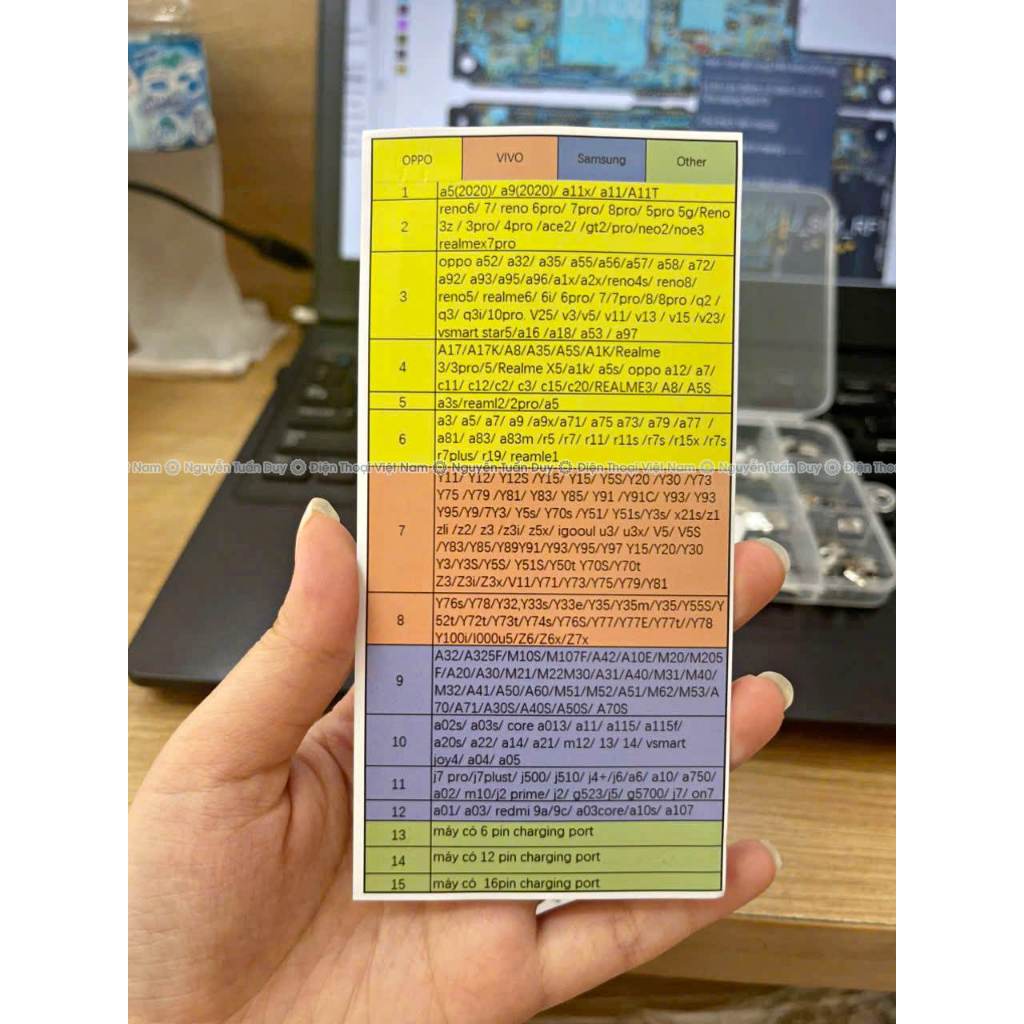 OPPO VIVO Samsung Other
1 a5(2020)/ a9(2020)/ a11x/ a11/A11T
2 reno6/ 7/ reno 6pro/ 7pro/ 8pro/ 5pro 5g/Reno
3z / 3pro/ 4pro /ace2/ /gt2/pro/neo2/noe3
realmex7pro
3 oppo a52/ a32/ a35/ a55/a56/a57/ a58/ a72/
a92/ a93/a95/a96/a1x/a2x/reno4s/ reno8/
reno5/ realme6/ 6i/ 6pro/ 7/7pro/8/8pro /q2 /
q3/ q3i/10pro. V25/ v3/v5/ v11/ v13 / v15 /v23/
vsmart star5/a16 /a18/ a53 / a97
4 A17/A17K/A8/A35/A5S/A1K/Realme
3/3pro/5/Realme X5/a1k/ a5s/ oppo a12/ a7/
c11/ c12/c2/ c3/ c15/c20/REALME3/ A8/ A5S
5 a3s/reaml2/2pro/a5
6 a3/ a5/ a7/ a9 /a9x/a71/ a75 a73/ a79 /a77 /
a81/ a83/ a83m /r5 /r7/ r11/ r11s /r7s /r15x /r7s
r7plus/ r19/ reamle1
Việt Nam Nguyễn Tuấn Duy Điện Thoại Việt Nam Nguyễn Tuấn Duy Điện Thoại Việt Nam Nguyễn Tuấn Duy Điện Thoại
7 Y11/ Y12/ Y12S /Y15/ Y15/ Y5S/Y20 /Y30 /Y73
Y75 /Y79 /Y81/ Y83/ Y85/ Y91 /Y91C/ Y93/ Y93
Y95/Y9/7Y3/ Y5s/ Y70s /Y51/ Y51s/Y3s/ x21s/z1
zli /z2/ z3 /z3i/ z5x/ igooul u3/ u3x/ V5/ V5S
/Y83/Y85/Y89Y91/Y93/Y95/Y97 Y15/Y20/Y30
Y3/Y3S/Y5S/ Y51S/Y50t Y70S/Y70t
Z3/Z3i/Z3x/V11/Y71/Y73/Y75/Y79/Y81
8 Y76s/Y78/Y32,Y33s/Y33e/Y35/Y35m/Y35/Y55S/Y
52t/Y72t/Y73t/Y74s/Y76S/Y77/Y77E/Y77t//Y78
Y100i/I000u5/Z6/Z6x/Z7x
9 A32/A325F/M10S/M107F/A42/A10E/M20/M205
F/A20/A30/M21/M22M30/A31/A40/M31/M40/
M32/A41/A50/A60/M51/M52/A51/M62/M53/A
70/A71/A30S/A40S/A50S/ A70S
10 a02s/ a03s/ core a013/ a11/ a115/ a115f/
a20s/ a22/ a14/ a21/ m12/ 13/ 14/ vsmart
joy4/ a04/ a05
11 j7 pro/j7plust/ j500/ j510/ j4+/j6/a6/ a10/ a750/
a02/ m10/j2 prime/ j2/ g523/j5/ g5700/ j7/ on7
12 a01/ a03/ redmi 9a/9c/ a03core/a10s/ a107
13 máy có 6 pin charging port
14 máy có 12 pin charging port
15 máy có 16pin charging port